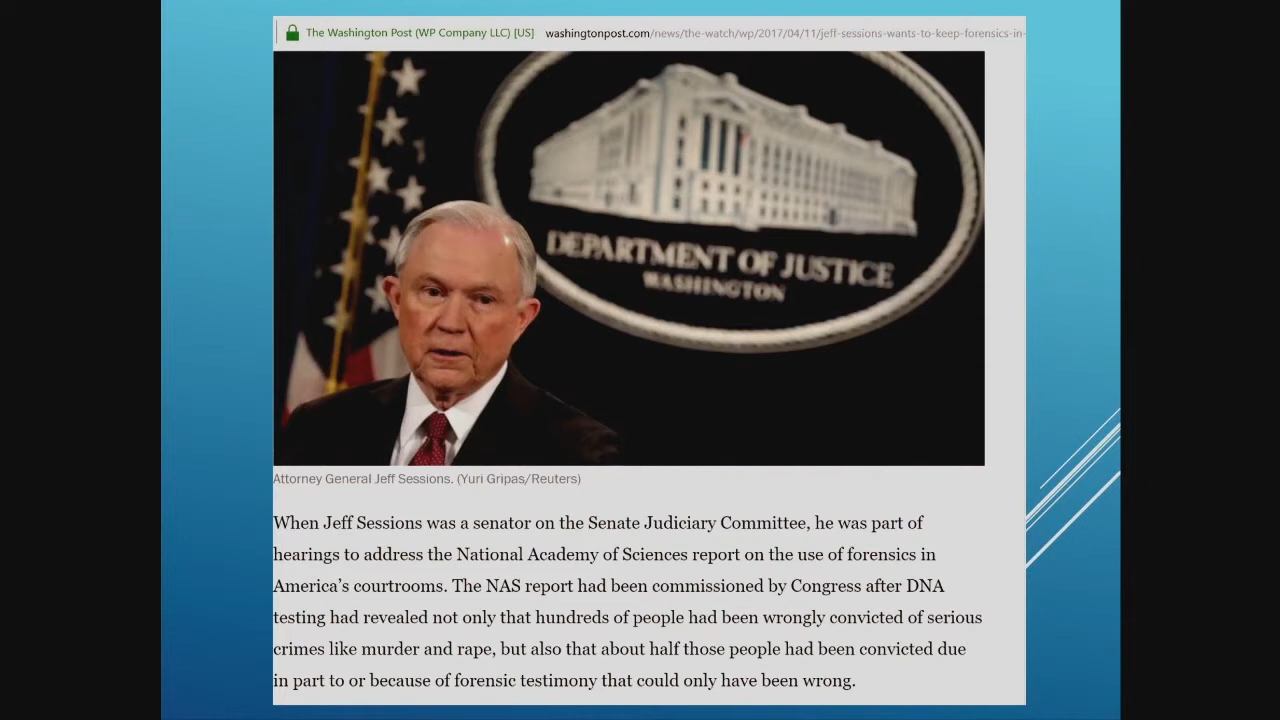 The Washington Post (WP Company LLC) [US] washingtonpost.com/news/the-watch/wp/2017/04/11/jeff-sessions-wants-to-keep-forensics-in-
DEPARTMENT OF JUSTICE
WASHINGTON
Attorney General Jeff Sessions. (Yuri Gripas/Reuters)
When Jeff Sessions was a senator on the Senate Judiciary Committee, he was part of
hearings to address the National Academy of Sciences report on the use of forensics in
America’s courtrooms. The NAS report had been commissioned by Congress after DNA
testing had revealed not only that hundreds of people had been wrongly convicted of serious
crimes like murder and rape, but also that about half those people had been convicted due
in part to or because of forensic testimony that could only have been wrong.